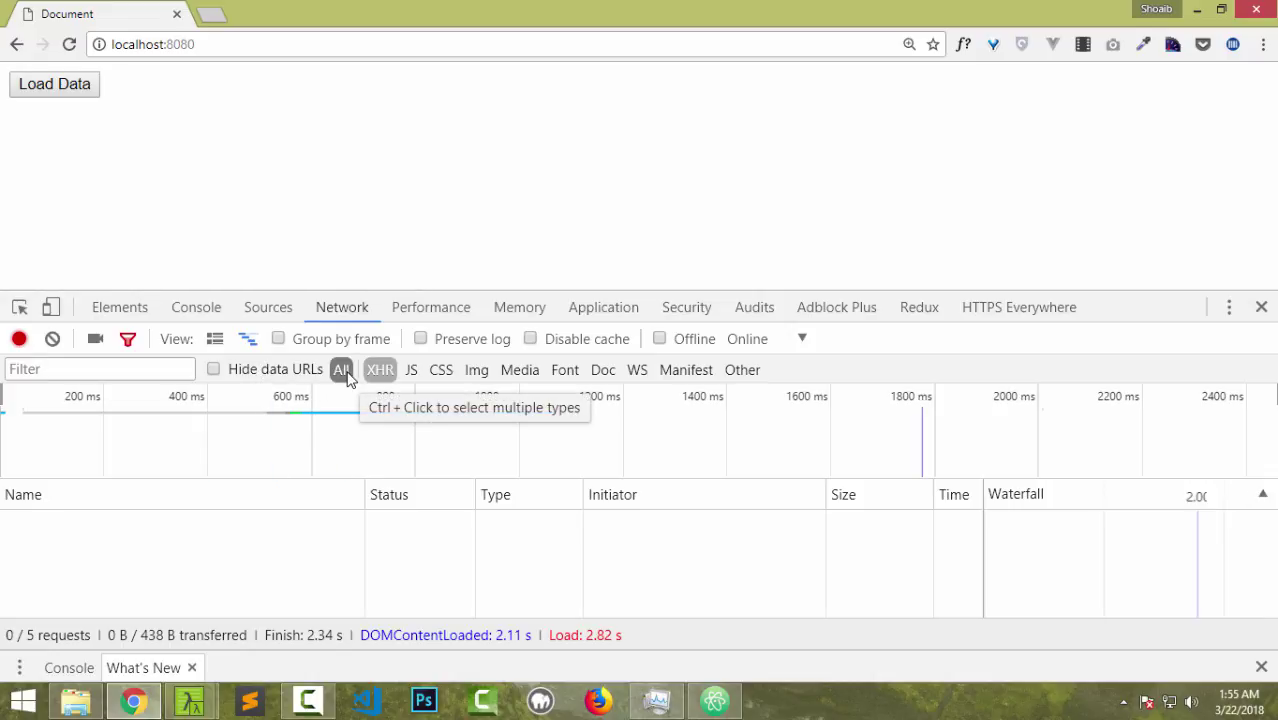 Document
Shoaib
localhost:8080
f?
Load Data
Elements Console Sources Network Performance Memory Application Security Audits Adblock Plus Redux HTTPS Everywhere
View: Group by frame Preserve log Disable cache Offline Online
Filter Hide data URLs All XHR JS CSS Img Media Font Doc WS Manifest Other
200 ms 400 ms 600 ms 1400 ms 1600 ms 1800 ms 2000 ms 2200 ms 2400 ms
Ctrl + Click to select multiple types
Name Status Type Initiator Size Time Waterfall
0 / 5 requests | 0 B / 438 B transferred | Finish: 2.34 s | DOMContentLoaded: 2.11 s | Load: 2.82 s
Console What's New
Ps
1:55 AM
3/22/2018